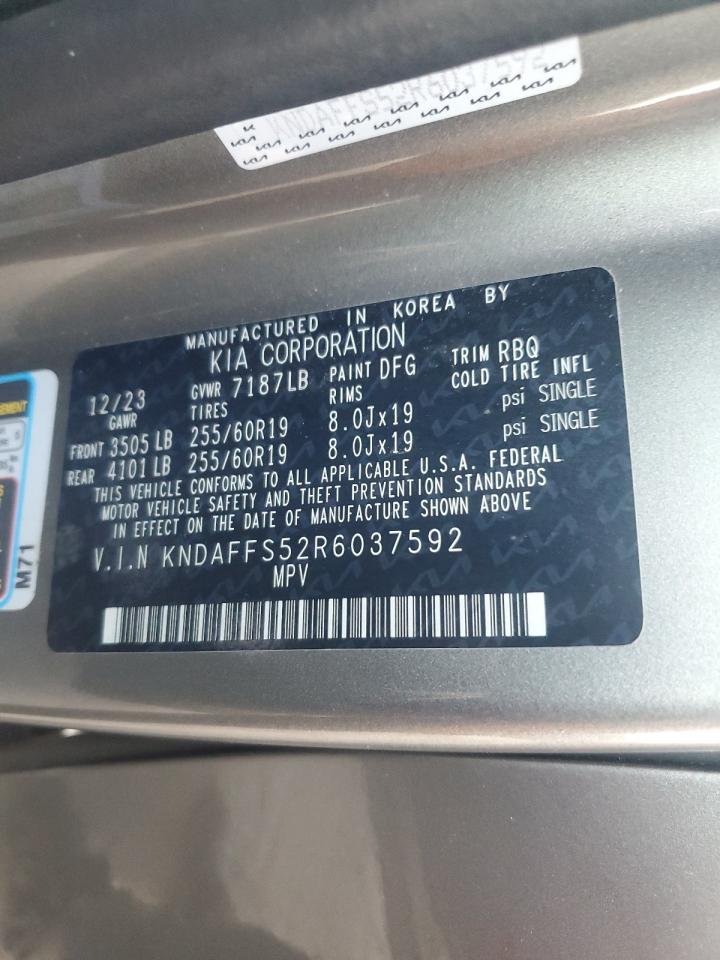 KNDAFFS52R6037592
MANUFACTURED IN KOREA BY
KIA CORPORATION
12/23 GVWR 7187LB PAINT DFG TRIM RBQ
GAWR TIRES RIMS COLD TIRE INFL
FRONT 3505 LB 255/60R19 8.0Jx19 psi SINGLE
REAR 4101 LB 255/60R19 8.0Jx19 psi SINGLE
THIS VEHICLE CONFORMS TO ALL APPLICABLE U.S.A. FEDERAL
MOTOR VEHICLE SAFETY AND THEFT PREVENTION STANDARDS
IN EFFECT ON THE DATE OF MANUFACTURE SHOWN ABOVE
V.I.N KNDAFFS52R6037592
MPV
M71